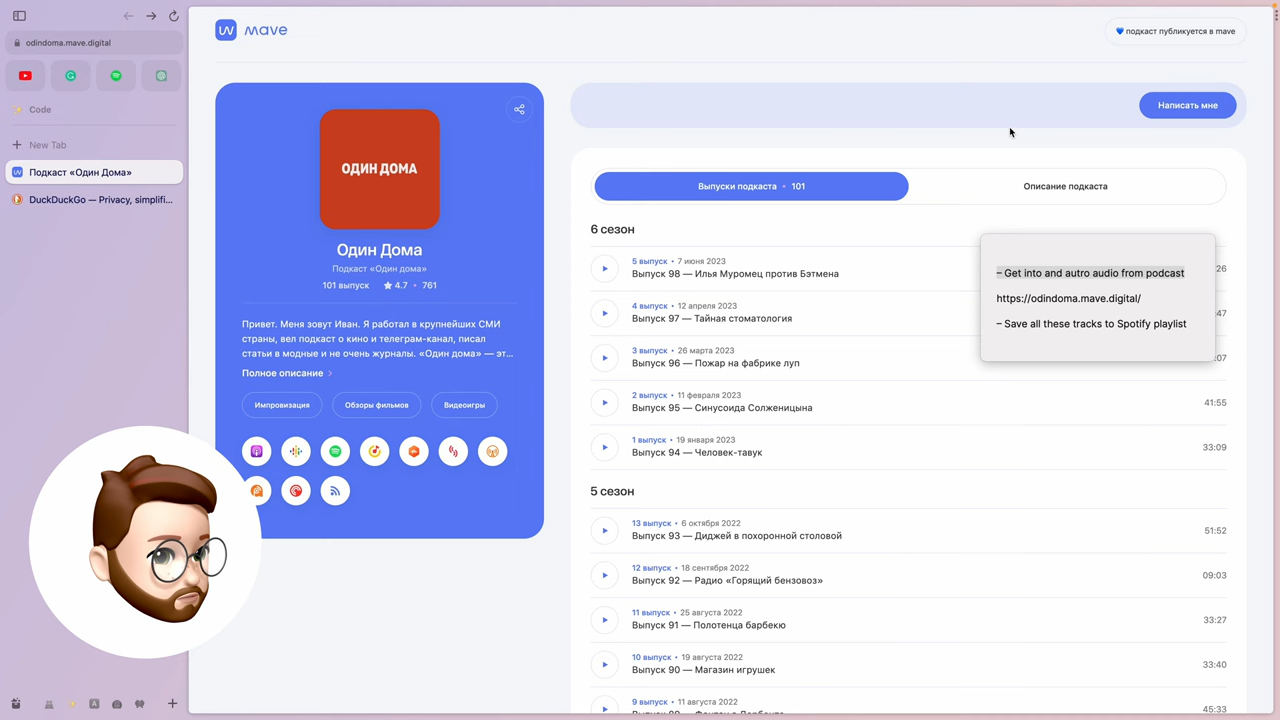 odindoma.mave.digital
Code
New Tab
Подкаст «Один Дома»
DuckDuckGo — Privacy, simplifi...
mave
подкаст публикуется в mave
ОДИН ДОМА
Один Дома
Подкаст «Один дома»
101 выпуск • 4.7 • 761
Привет. Меня зовут Иван. Я работал в крупнейших СМИ
страны, вел подкаст о кино и телеграм-канал, писал
статьи в модные и не очень журналы. «Один дома» — эт...
Полное описание
Импровизация
Обзоры фильмов
Видеоигры
Написать мне
Выпуски подкаста • 101
Описание подкаста
6 сезон
5 выпуск • 7 июня 2023
Выпуск 98 — Илья Муромец против Бэтмена
:26
4 выпуск • 12 апреля 2023
Выпуск 97 — Тайная стоматология
:47
3 выпуск • 26 марта 2023
Выпуск 96 — Пожар на фабрике луп
:07
2 выпуск • 11 февраля 2023
Выпуск 95 — Синусоида Солженицына
41:55
1 выпуск • 19 января 2023
Выпуск 94 — Человек-тавук
33:09
– Get into and autro audio from podcast
https://odindoma.mave.digital/
– Save all these tracks to Spotify playlist
5 сезон
13 выпуск • 6 октября 2022
Выпуск 93 — Диджей в похоронной столовой
51:52
12 выпуск • 18 сентября 2022
Выпуск 92 — Радио «Горящий бензовоз»
09:03
11 выпуск • 25 августа 2022
Выпуск 91 — Полотенца барбекю
33:27
10 выпуск • 19 августа 2022
Выпуск 90 — Магазин игрушек
33:40
9 выпуск • 11 августа 2022
45:33